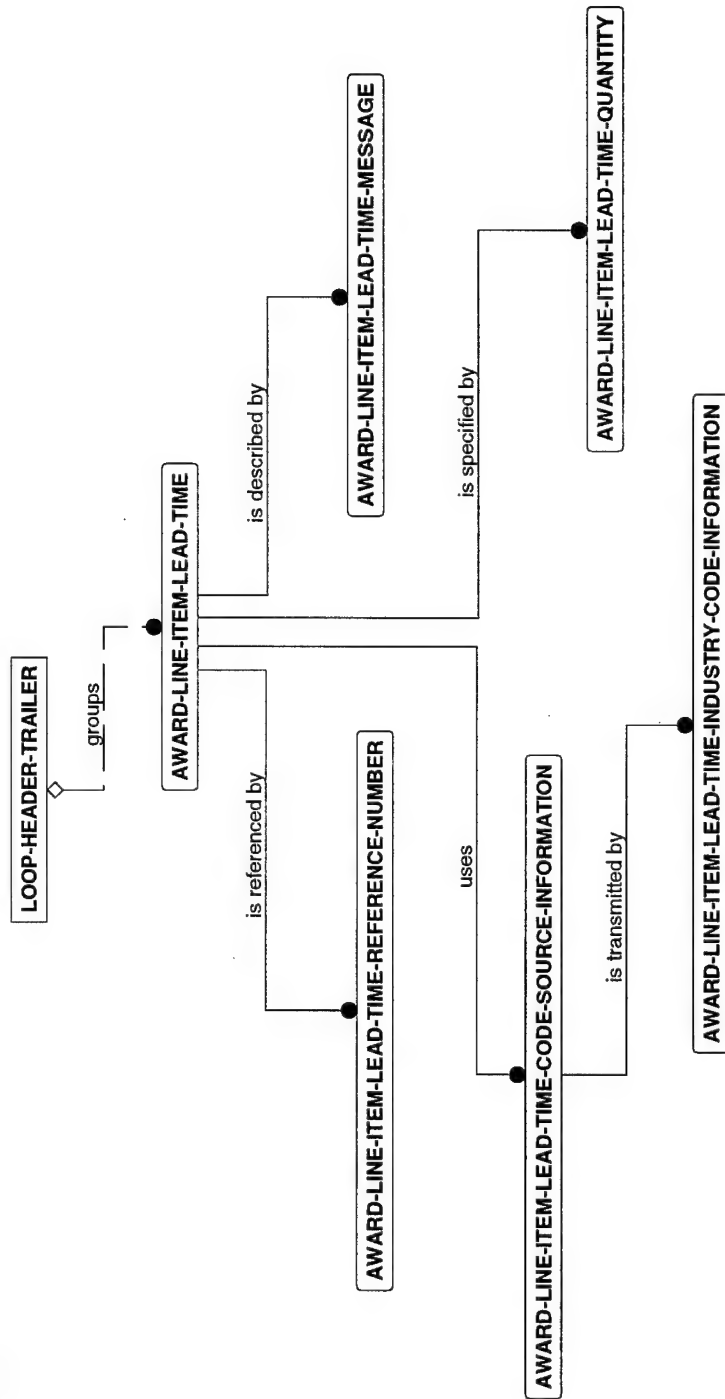 LOOP-HEADER-TRAILER
groups
AWARD-LINE-ITEM-LEAD-TIME
is referenced by
is described by
AWARD-LINE-ITEM-LEAD-TIME-REFERENCE-NUMBER
AWARD-LINE-ITEM-LEAD-TIME-MESSAGE
uses
is specified by
AWARD-LINE-ITEM-LEAD-TIME-CODE-SOURCE-INFORMATION
AWARD-LINE-ITEM-LEAD-TIME-QUANTITY
is transmitted by
AWARD-LINE-ITEM-LEAD-TIME-INDUSTRY-CODE-INFORMATION